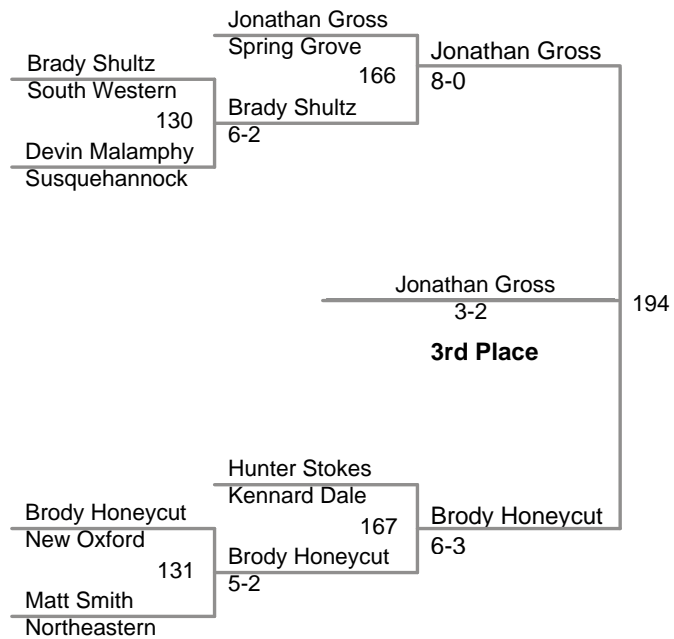 Jonathan Gross
Spring Grove
Jonathan Gross
Brady Shultz
166
8-0
South Western
Brady Shultz
130
6-2
Devin Malamphy
Susquehannock
Jonathan Gross
194
3-2
3rd Place
Hunter Stokes
Kennard Dale
Brody Honeycut
167
Brody Honeycut
New Oxford
6-3
131
Brody Honeycut
5-2
Matt Smith
Northeastern